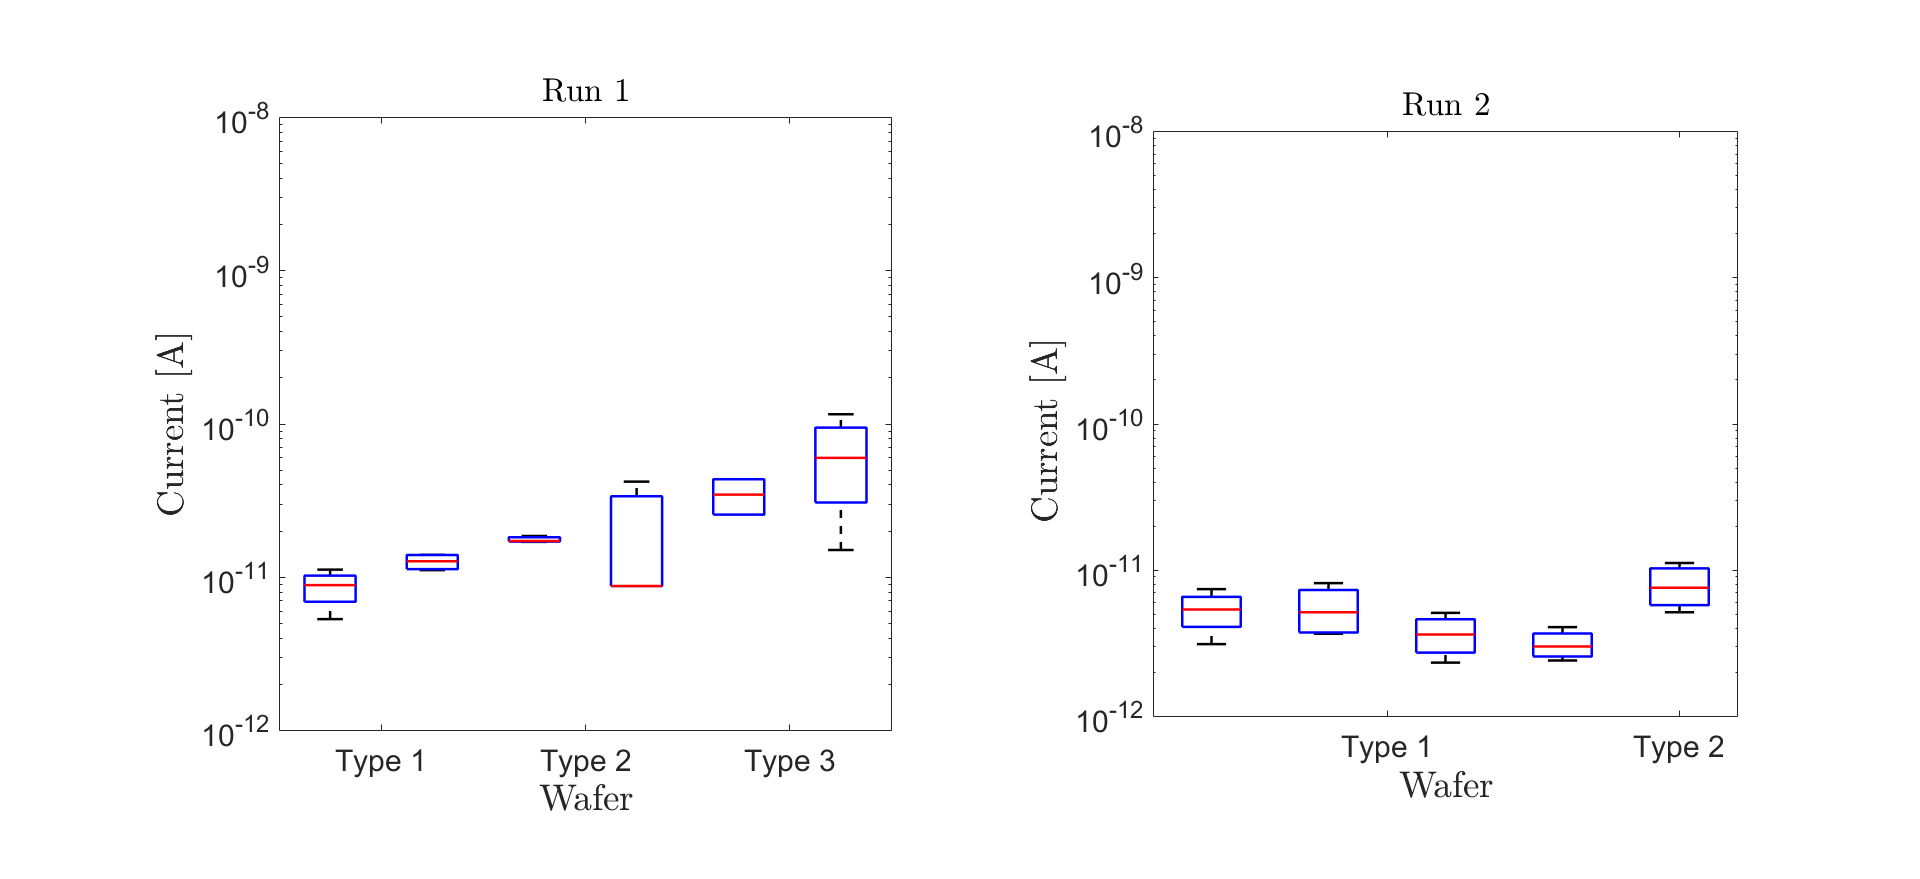 Run 1
10^-8
10^-9
10^-10
10^-11
10^-12
Current [A]
Type 1 Type 2 Type 3
Wafer
Run 2
10^-8
10^-9
10^-10
10^-11
10^-12
Current [A]
Type 1 Type 2
Wafer